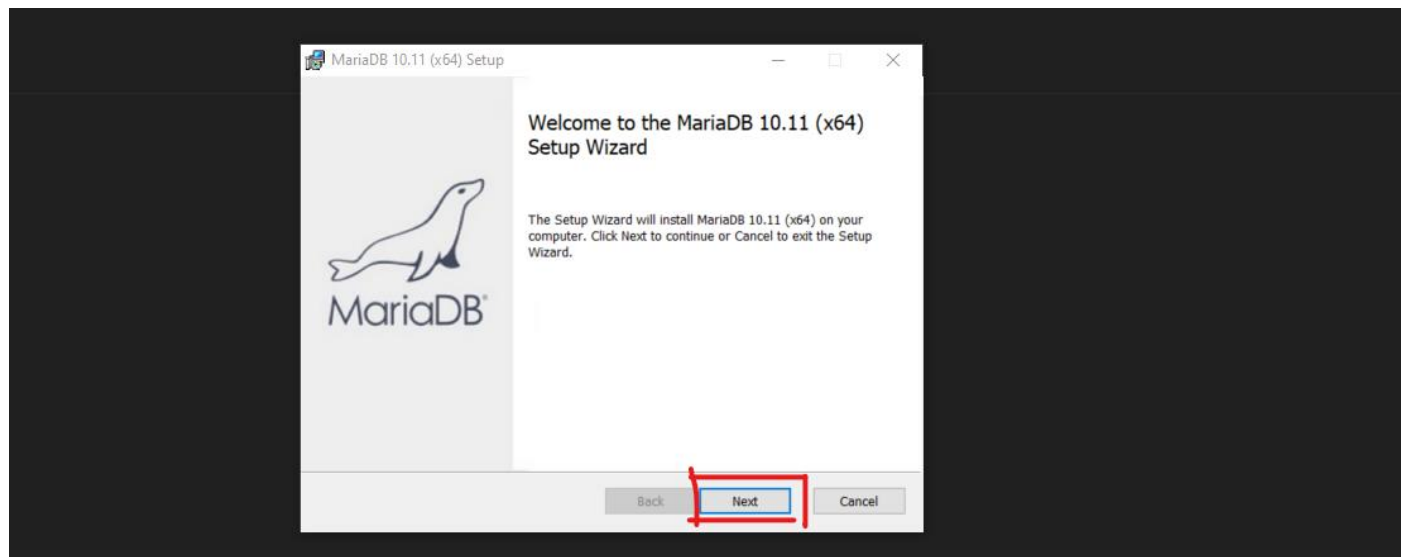 MariaDB 10.11 (x64) Setup
Welcome to the MariaDB 10.11 (x64)
Setup Wizard
The Setup Wizard will install MariaDB 10.11 (x64) on your
computer. Click Next to continue or Cancel to exit the Setup
Wizard.
MariaDB
Back
Next
Cancel